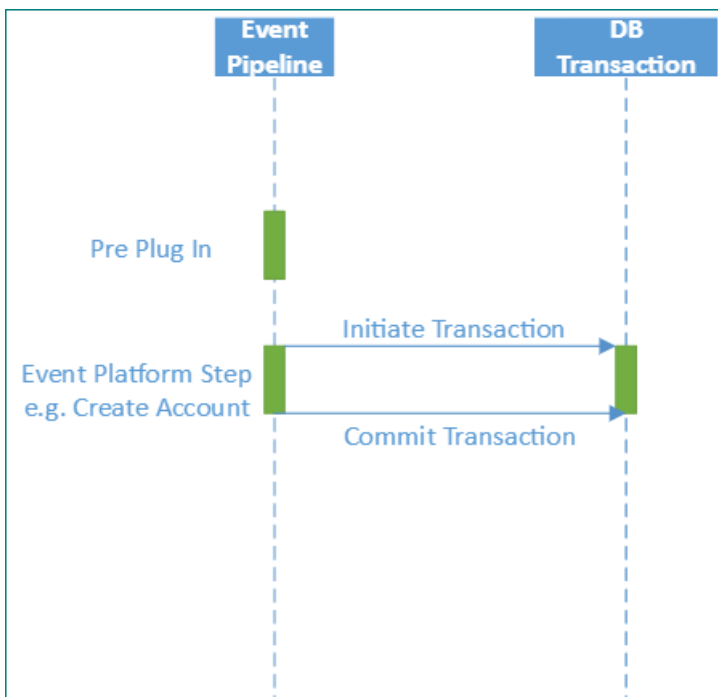 Event
Pipeline
DB
Transaction
Pre Plug In
Initiate Transaction
Event Platform Step
e.g. Create Account
Commit Transaction